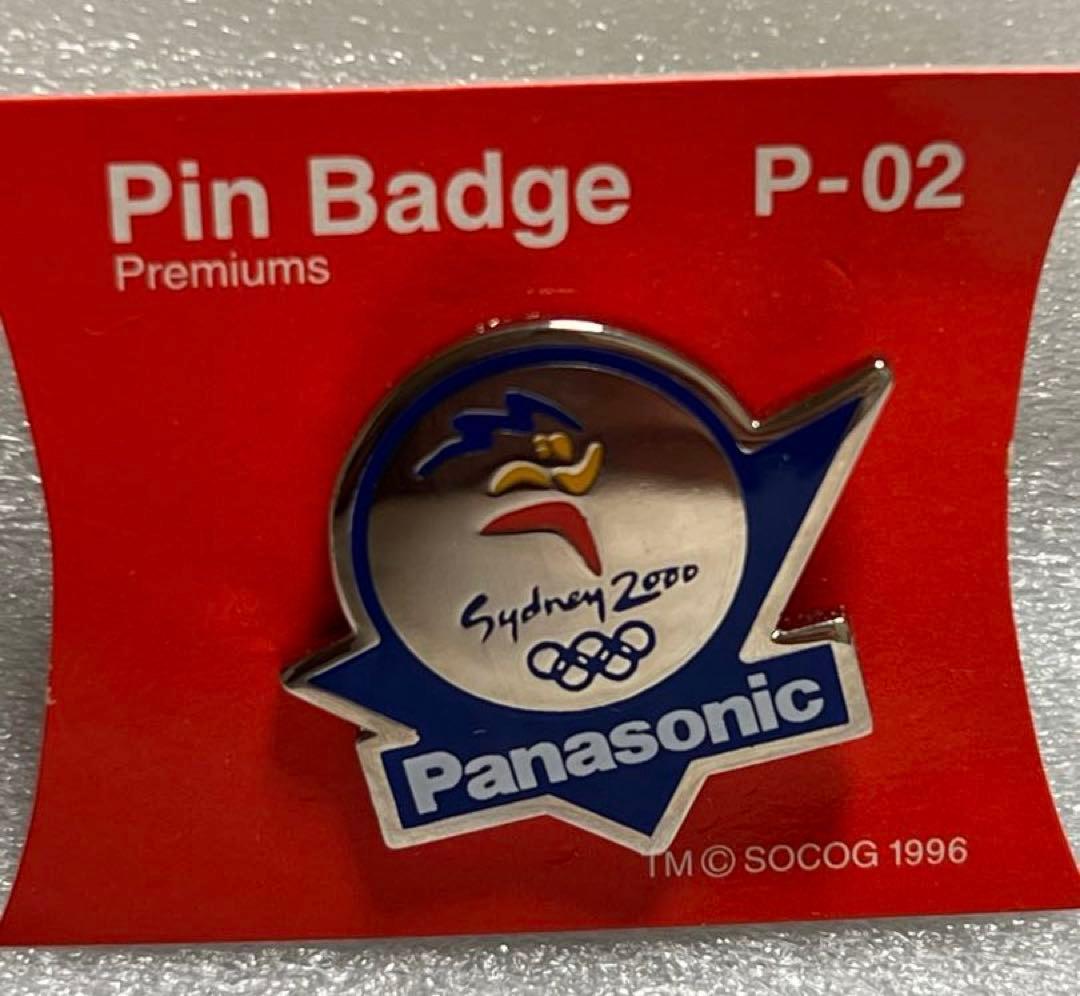 Pin Badge P-02
Premiums
Sydney 2000
Panasonic
TM © SOCOG 1996